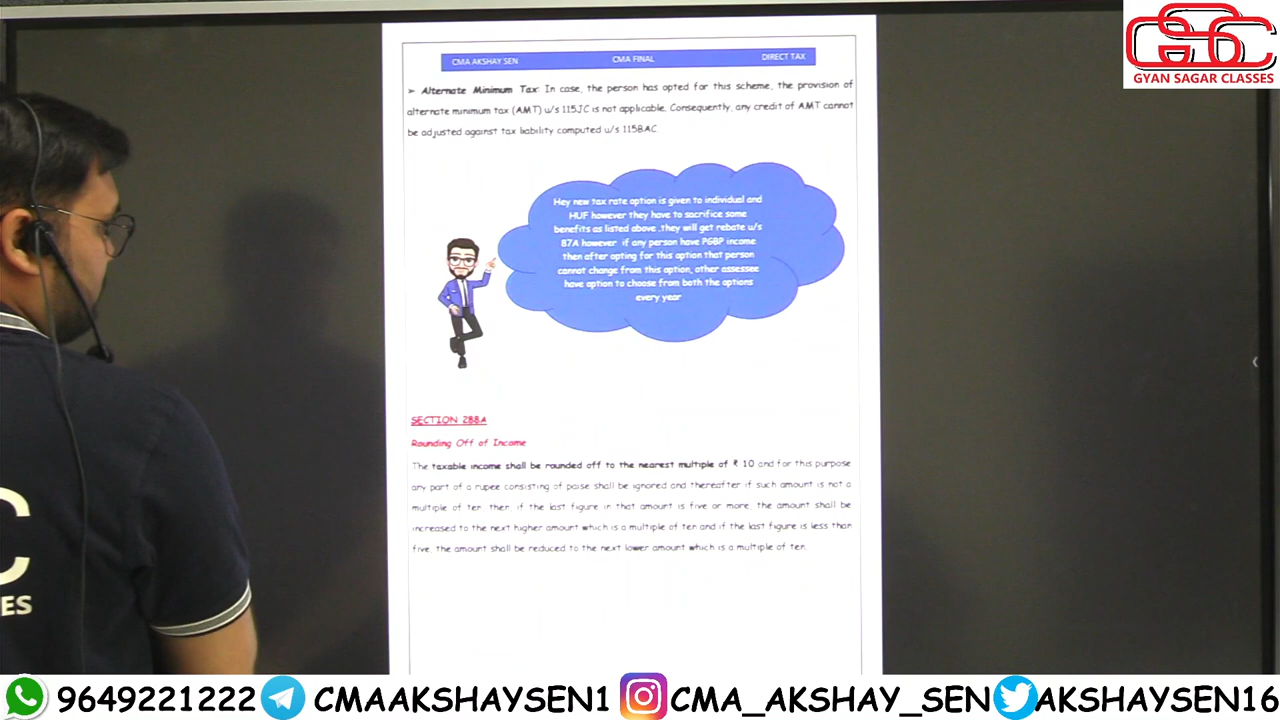 GSC
GYAN SAGAR CLASSES
CMA AKSHAY SEN CMA FINAL DIRECT TAX
➢ Alternate Minimum Tax: In case, the person has opted for this scheme, the provision of
alternate minimum tax (AMT) u/s 115JC is not applicable. Consequently, any credit of AMT cannot
be adjusted against tax liability computed u/s 115BAC.
Hey new tax rate option is given to individual and
HUF however they have to sacrifice some
benefits as listed above ,they will get rebate u/s
87A however if any person have PGBP income
then after opting for this option that person
cannot change from this option, other assessee
have option to choose from both the options
every year
SECTION 288A
Rounding Off of Income
The taxable income shall be rounded off to the nearest multiple of ₹ 10 and for this purpose
any part of a rupee consisting of paise shall be ignored and thereafter if such amount is not a
multiple of ten, then, if the last figure in that amount is five or more, the amount shall be
increased to the next higher amount which is a multiple of ten and if the last figure is less than
five, the amount shall be reduced to the next lower amount which is a multiple of ten.
C
ES
9649221222 CMAAKSHAYSEN1 CMA_AKSHAY_SEN AKSHAYSEN16